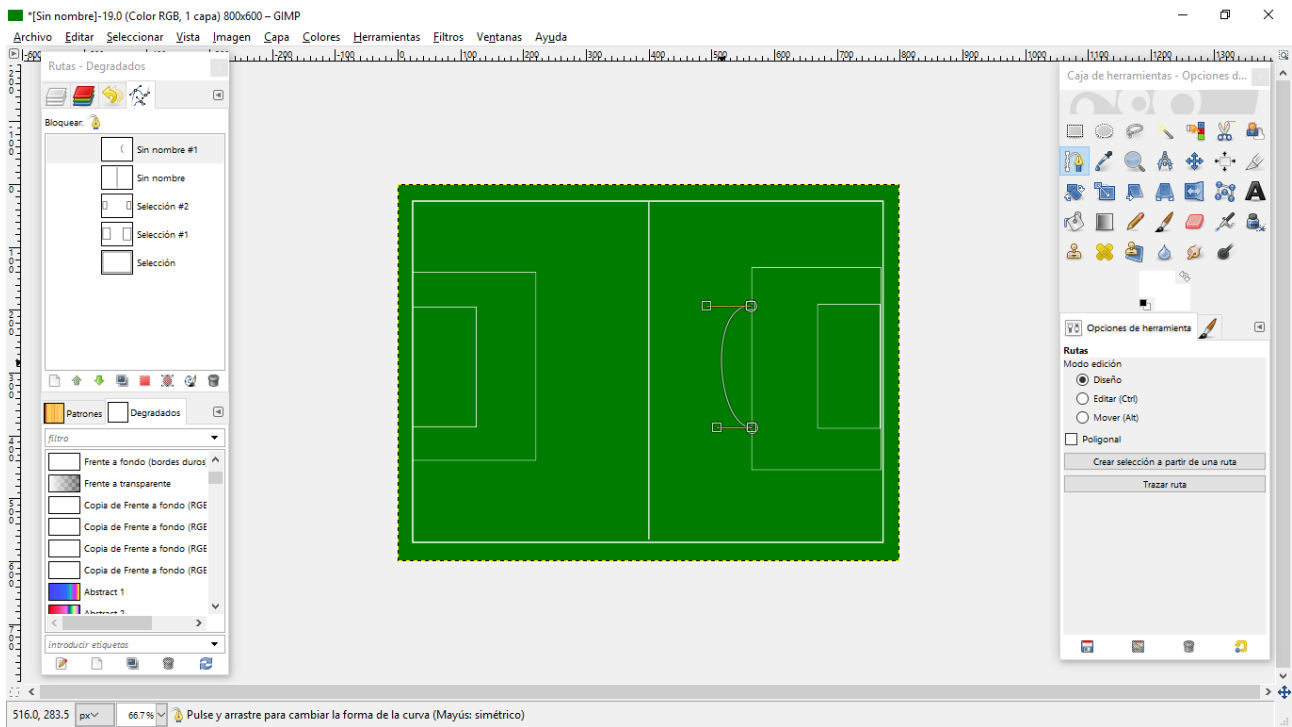 *[Sin nombre]-19.0 (Color RGB, 1 capa) 800x600 – GIMP
Archivo Editar Seleccionar Vista Imagen Capa Colores Herramientas Filtros Ventanas Ayuda
Rutas - Degradados
Bloquear:
Sin nombre #1
Sin nombre
Selección #2
Selección #1
Selección
Patrones Degradados
filtro
Frente a fondo (bordes duros)
Frente a transparente
Copia de Frente a fondo (RGE
Copia de Frente a fondo (RGE
Copia de Frente a fondo (RGE
Copia de Frente a fondo (RGE
Abstract 1
Abstract 2
introducir etiquetas
Caja de herramientas - Opciones d...
Opciones de herramienta
Rutas
Modo edición
Diseño
Editar (Ctrl)
Mover (Alt)
Poligonal
Crear selección a partir de una ruta
Trazar ruta
516.0, 283.5 px 66.7 % Pulse y arrastre para cambiar la forma de la curva (Mayús: simétrico)